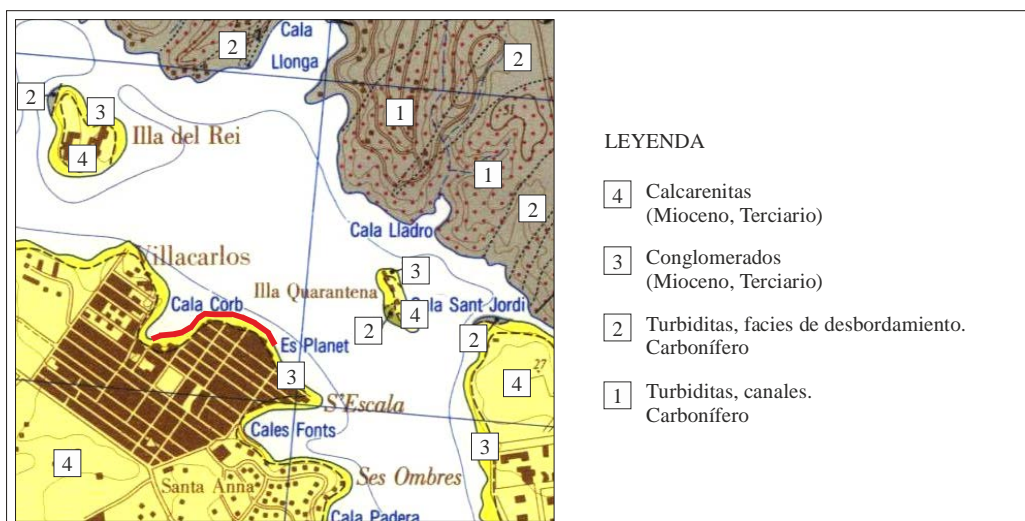 Cala
Llonga
2
2
1
2
3
Illa del Rei
4
1
2
Cala Lladro
Villacarlos
Illa Quarantena
3
Cala Corb
Cala Sant Jordi
4
2
2
Es Planet
27
3
4
S'Escala
Cales Fonts
3
4
Ses Ombres
Santa Anna
Cala Padera
LEYENDA
4 Calcarenitas
(Mioceno, Terciario)
3 Conglomerados
(Mioceno, Terciario)
2 Turbiditas, facies de desbordamiento.
Carbonífero
1 Turbiditas, canales.
Carbonífero